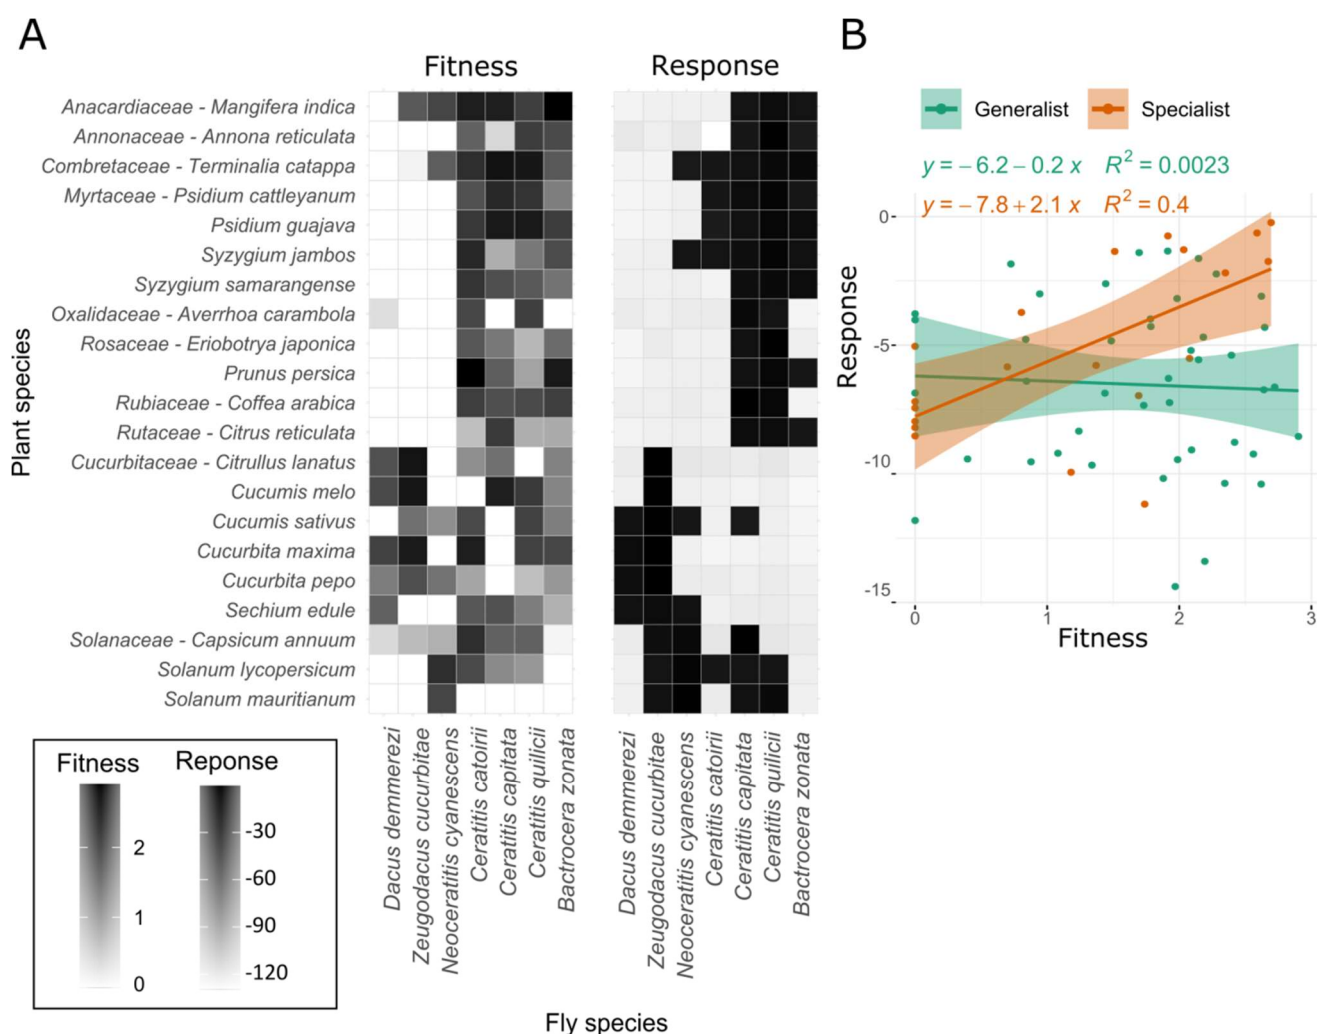 A
B
Fitness
Response
Generalist
Specialist
y = −6.2 − 0.2 x R² = 0.0023
y = −7.8 + 2.1 x R² = 0.4
Plant species
Anacardiaceae - Mangifera indica
Annonaceae - Annona reticulata
Combretaceae - Terminalia catappa
Myrtaceae - Psidium cattleyanum
Psidium guajava
Syzygium jambos
Syzygium samarangense
Oxalidaceae - Averrhoa carambola
Rosaceae - Eriobotrya japonica
Prunus persica
Rubiaceae - Coffea arabica
Rutaceae - Citrus reticulata
Cucurbitaceae - Citrullus lanatus
Cucumis melo
Cucumis sativus
Cucurbita maxima
Cucurbita pepo
Sechium edule
Solanaceae - Capsicum annuum
Solanum lycopersicum
Solanum mauritianum
Dacus demmerezi
Zeugodacus cucurbitae
Neoceratitis cyanescens
Ceratitis catoirii
Ceratitis capitata
Ceratitis quilicii
Bactrocera zonata
Dacus demmerezi
Zeugodacus cucurbitae
Neoceratitis cyanescens
Ceratitis catoirii
Ceratitis capitata
Ceratitis quilicii
Bactrocera zonata
Fly species
Fitness
2
1
0
Reponse
-30
-60
-90
-120
Response
0
-5
-10
-15
0
1
2
3
Fitness